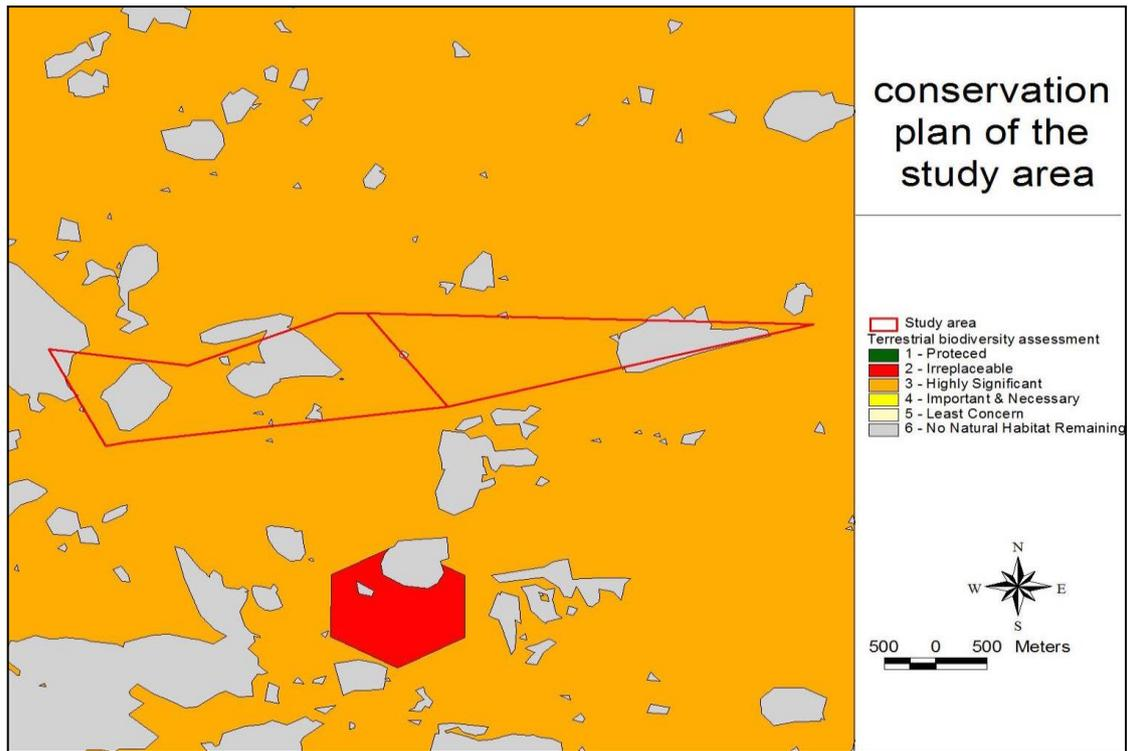 conservation
plan of the
study area
Study area
Terrestrial biodiversity assessment
1 - Proteced
2 - Irreplaceable
3 - Highly Significant
4 - Important & Necessary
5 - Least Concern
6 - No Natural Habitat Remaining
N
W E
S
500 0 500 Meters